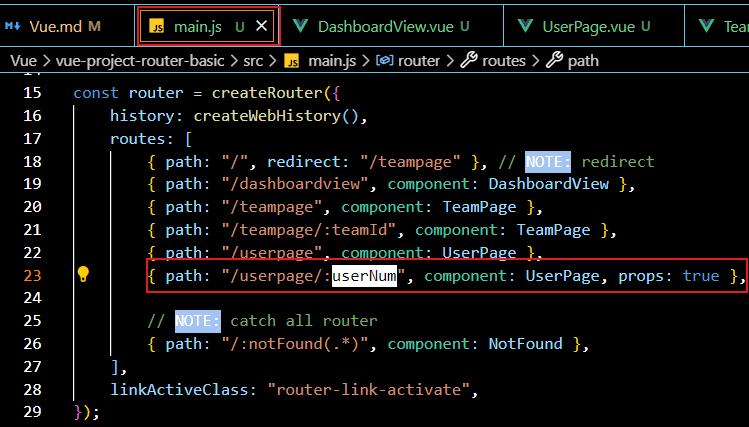 Vue.md M main.js U DashboardView.vue U UserPage.vue U Tea
Vue > vue-project-router-basic > src > main.js > router > routes > path
15 const router = createRouter({
16 history: createWebHistory(),
17 routes: [
18 { path: "/", redirect: "/teampage" }, // NOTE: redirect
19 { path: "/dashboardview", component: DashboardView },
20 { path: "/teampage", component: TeamPage },
21 { path: "/teampage/:teamId", component: TeamPage },
22 { path: "/userpage", component: UserPage },
23 { path: "/userpage/:userNum", component: UserPage, props: true },
24
25 // NOTE: catch all router
26 { path: "/:notFound(.*)", component: NotFound },
27 ],
28 linkActiveClass: "router-link-activate",
29 });